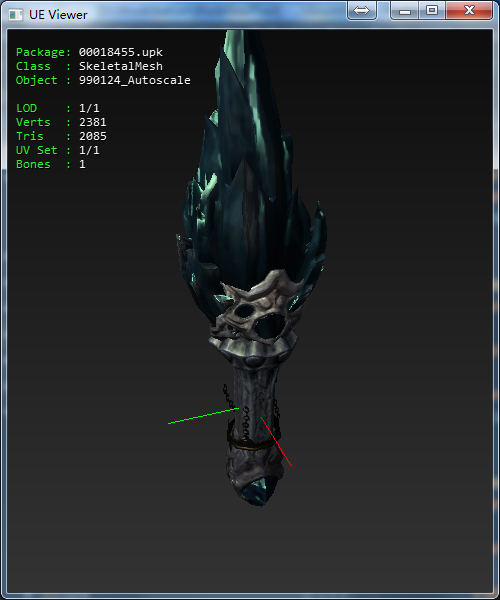 UE Viewer
Package: 00018455.upk
Class : SkeletalMesh
Object : 990124_Autoscale
LOD : 1/1
Verts : 2381
Tris : 2085
UV Set : 1/1
Bones : 1